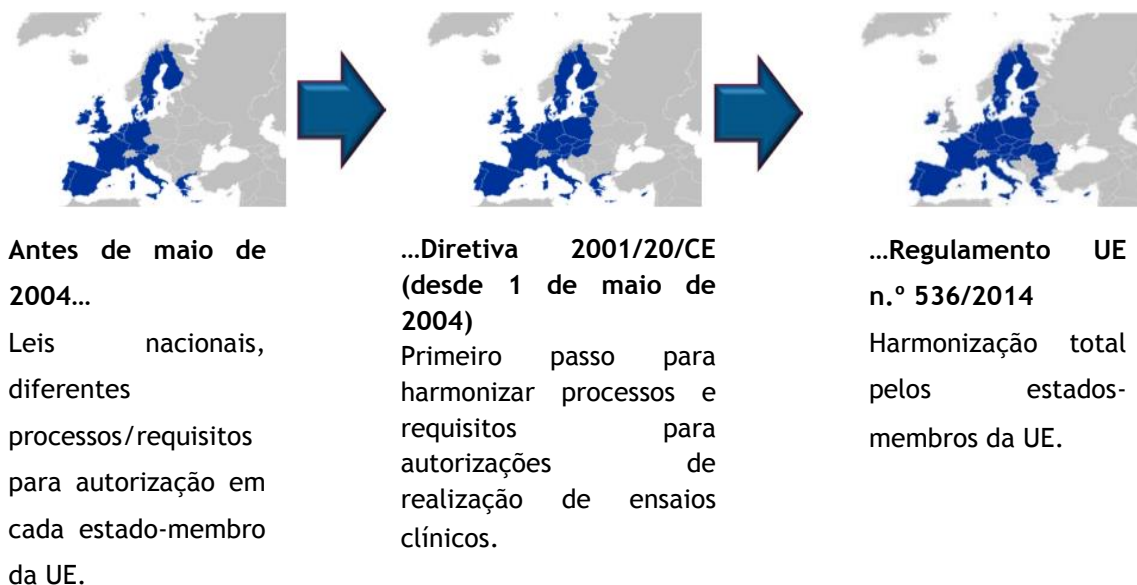 Antes de maio de
2004…
Leis nacionais,
diferentes
processos/requisitos
para autorização em
cada estado-membro
da UE.
…Diretiva 2001/20/CE
(desde 1 de maio de
2004)
Primeiro passo para
harmonizar processos e
requisitos para
autorizações de
realização de ensaios
clínicos.
…Regulamento UE
n.º 536/2014
Harmonização total
pelos estados-
membros da UE.